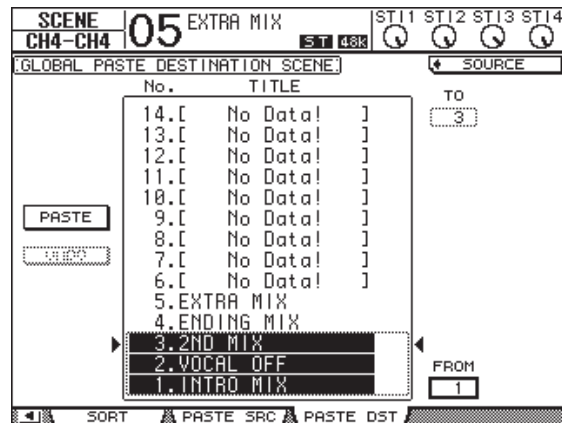 SCENE
CH4-CH4
05 EXTRA MIX
ST 48K
ST1 ST2 ST3 ST4
GLOBAL PASTE DESTINATION SCENE
SOURCE
No. TITLE
TO
3
14.[ No Data! ]
13.[ No Data! ]
12.[ No Data! ]
11.[ No Data! ]
10.[ No Data! ]
9.[ No Data! ]
8.[ No Data! ]
7.[ No Data! ]
6.[ No Data! ]
5.EXTRA MIX
4.ENDING MIX
3.2ND MIX
2.VOCAL OFF
1.INTRO MIX
PASTE
UNDO
FROM
1
SORT PASTE SRC PASTE DST